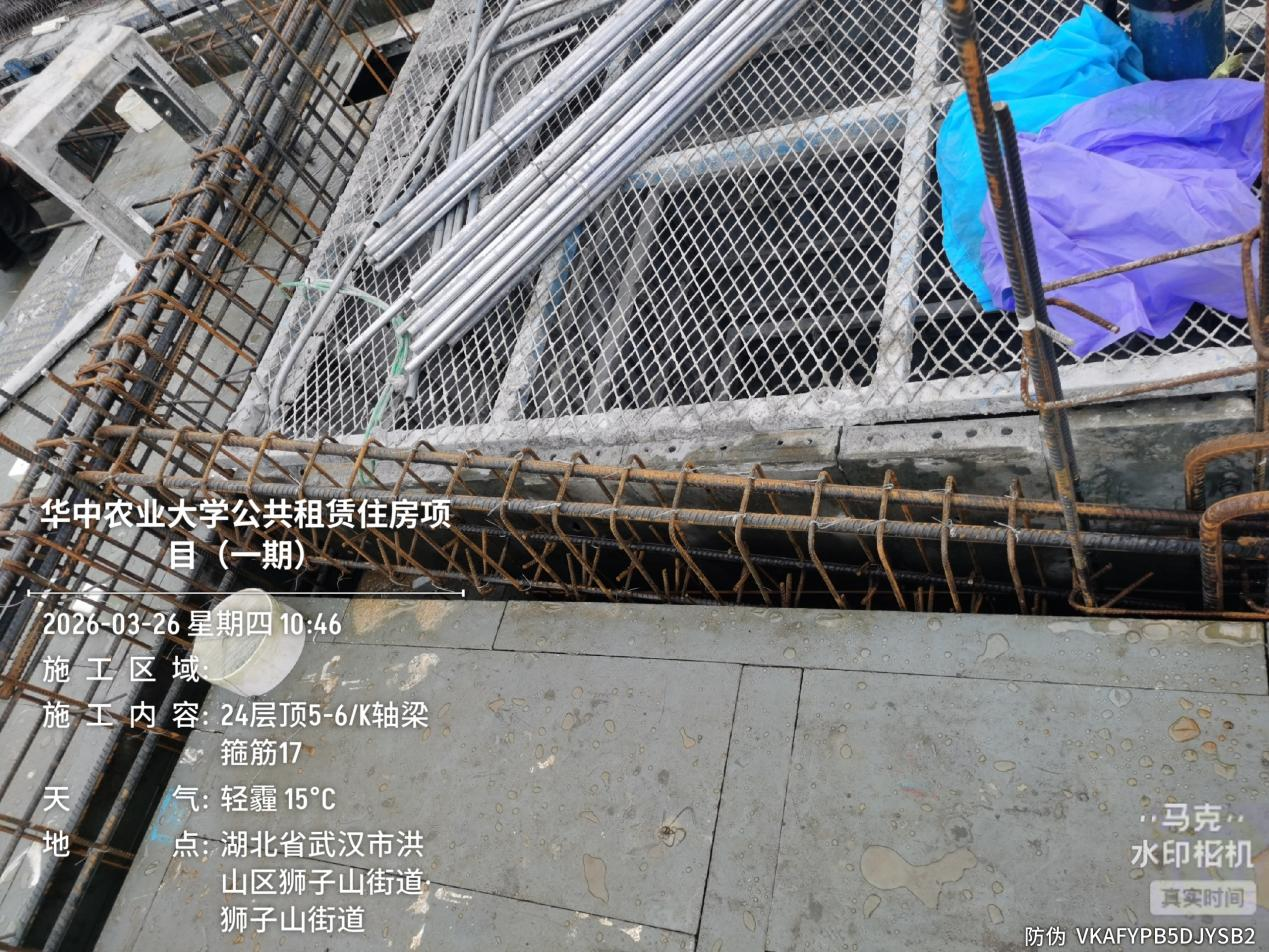 华中农业大学公共租赁住房项
目（一期）
2026-03-26 星期四 10:46
施工区域:
施工内容: 24层顶5-6/K轴梁
箍筋17
天气: 轻霾 15°C
地点: 湖北省武汉市洪
山区狮子山街道·
狮子山街道
马克
水印相机
真实时间
防伪 VKAFYPB5DJYSB2